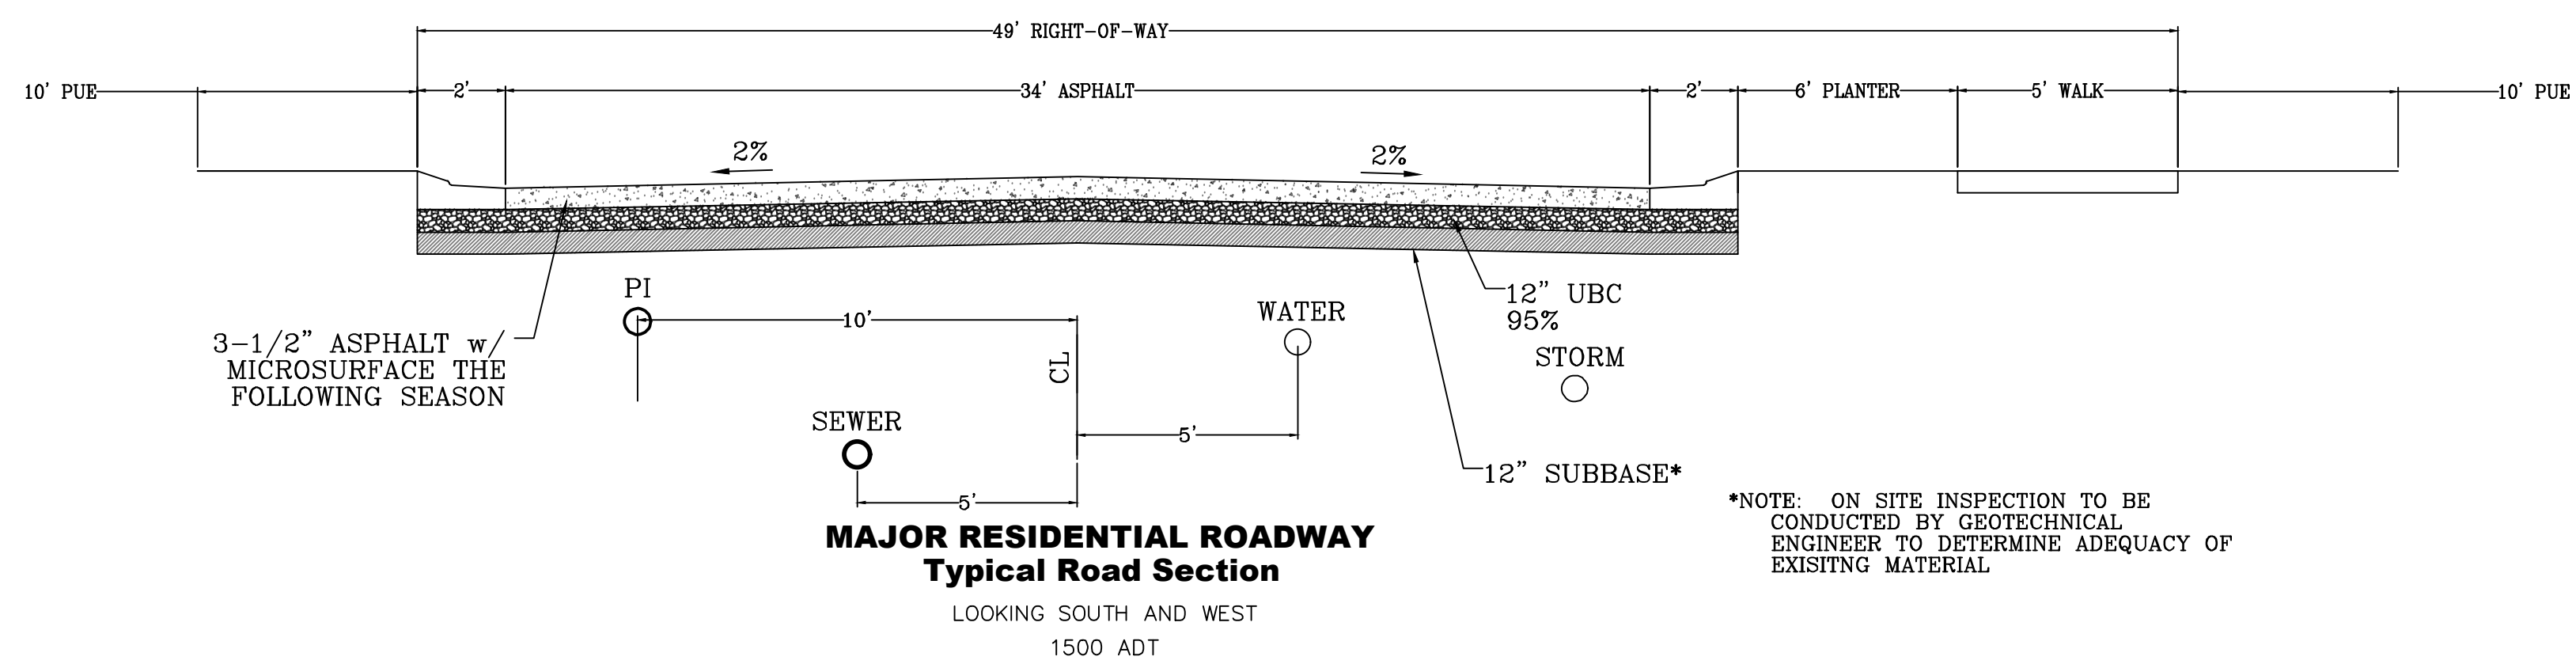 49' RIGHT-OF-WAY
10' PUE
2'
34' ASPHALT
2'
6' PLANTER
5' WALK
10' PUE
2%
2%
PI
10'
WATER
12" UBC
95%
3-1/2" ASPHALT w/
MICROSURFACE THE
FOLLOWING SEASON
CL
STORM
SEWER
5'
12" SUBBASE*
5'
*NOTE: ON SITE INSPECTION TO BE
CONDUCTED BY GEOTECHNICAL
ENGINEER TO DETERMINE ADEQUACY OF
EXISITNG MATERIAL
MAJOR RESIDENTIAL ROADWAY
Typical Road Section
LOOKING SOUTH AND WEST
1500 ADT